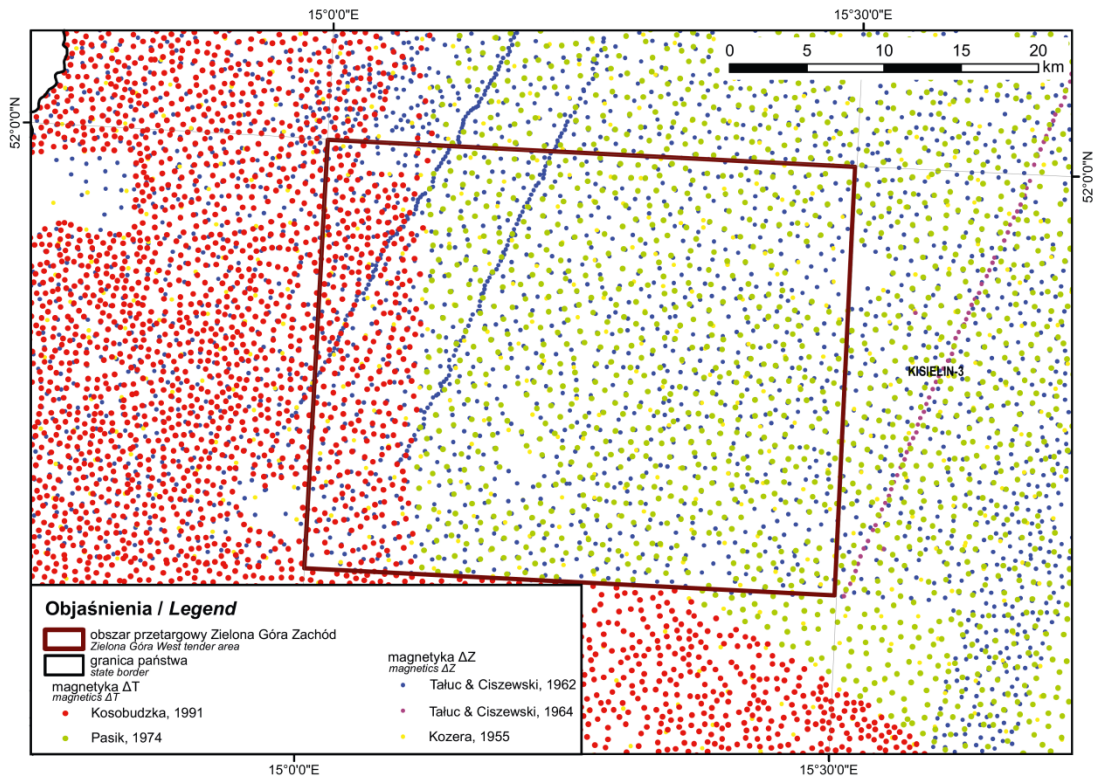 15°0'0"E
15°30'0"E
0 5 10 15 20
km
52°0'0"N
52°0'0"N
KISIELIN-3
Objaśnienia / Legend
obszar przetargowy Zielona Góra Zachód
Zielona Góra West tender area
granica państwa
state border
magnetyka ΔT
magnetics ΔT
Kosobudzka, 1991
Pasik, 1974
magnetyka ΔZ
magnetics ΔZ
Tałuc & Ciszewski, 1962
Tałuc & Ciszewski, 1964
Kozera, 1955
15°0'0"E
15°30'0"E